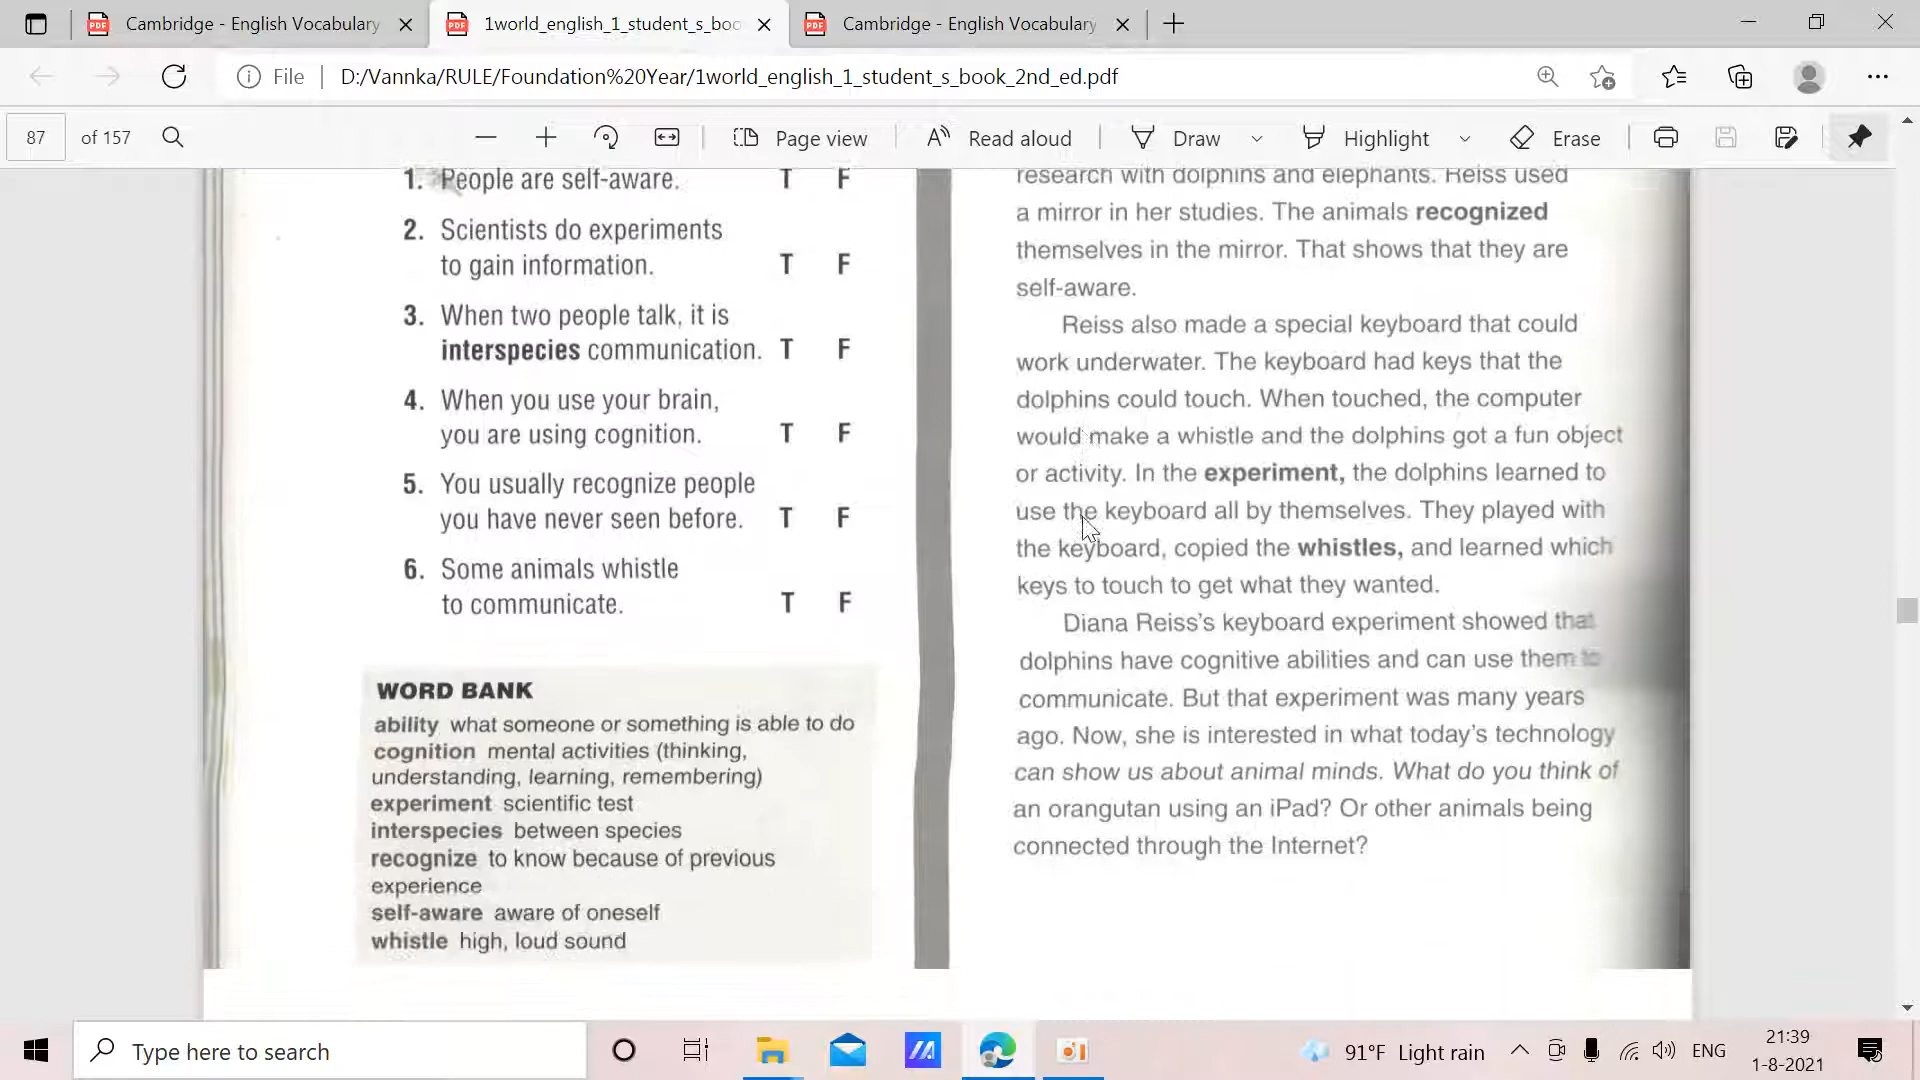 Cambridge - English Vocabulary
1world_english_1_student_s_boo
Cambridge - English Vocabulary
File
D:/Vannka/RULE/Foundation%20Year/1world_english_1_student_s_book_2nd_ed.pdf
87 of 157
Page view
Read aloud
Draw
Highlight
Erase
1. People are self-aware. T F
2. Scientists do experiments
to gain information. T F
3. When two people talk, it is
interspecies communication. T F
4. When you use your brain,
you are using cognition. T F
5. You usually recognize people
you have never seen before. T F
6. Some animals whistle
to communicate. T F
WORD BANK
ability what someone or something is able to do
cognition mental activities (thinking,
understanding, learning, remembering)
experiment scientific test
interspecies between species
recognize to know because of previous
experience
self-aware aware of oneself
whistle high, loud sound
research with dolphins and elephants. Reiss used
a mirror in her studies. The animals recognized
themselves in the mirror. That shows that they are
self-aware.
Reiss also made a special keyboard that could
work underwater. The keyboard had keys that the
dolphins could touch. When touched, the computer
would make a whistle and the dolphins got a fun object
or activity. In the experiment, the dolphins learned to
use the keyboard all by themselves. They played with
the keyboard, copied the whistles, and learned which
keys to touch to get what they wanted.
Diana Reiss's keyboard experiment showed that
dolphins have cognitive abilities and can use them to
communicate. But that experiment was many years
ago. Now, she is interested in what today's technology
can show us about animal minds. What do you think of
an orangutan using an iPad? Or other animals being
connected through the Internet?
Type here to search
91°F Light rain
ENG
21:39
1-8-2021